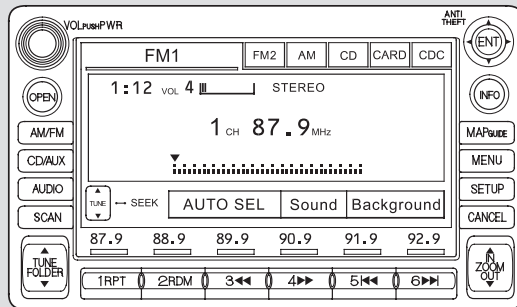 VOL PUSH PWR
ANTI THEFT
ENT
FM1 FM2 AM CD CARD CDC
OPEN
1:12 VOL 4 STEREO
INFO
1 CH 87.9 MHz
AM/FM
MAP GUIDE
CD/AUX
MENU
AUDIO
SETUP
TUNE ↔ SEEK AUTO SEL Sound Background
SCAN
CANCEL
87.9 88.9 89.9 90.9 91.9 92.9
TUNE
FOLDER
IN
ZOOM
OUT
1RPT 2RDM 3◀◀ 4▶▶ 5|◀◀ 6▶▶|